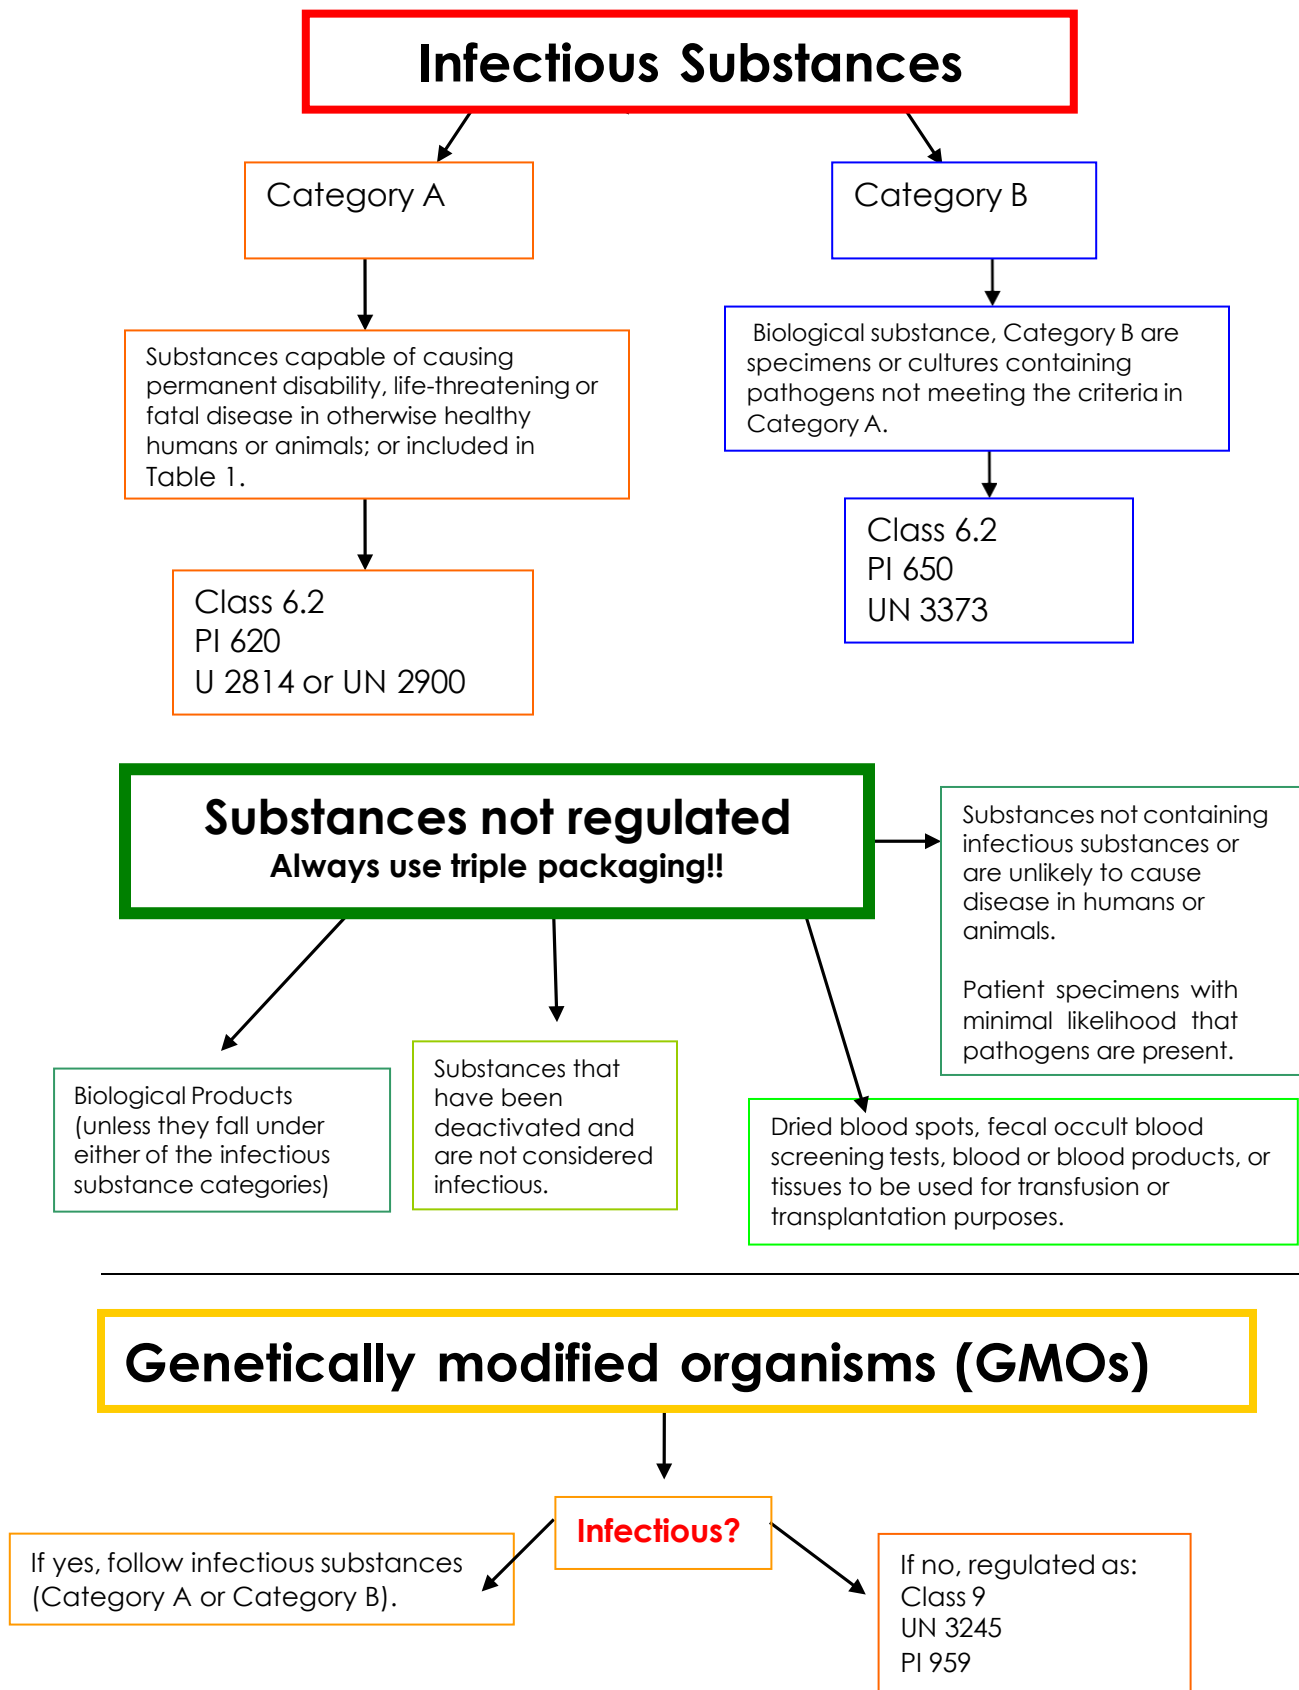 Infectious Substances
Category A
Category B
Substances capable of causing
permanent disability, life-threatening or
fatal disease in otherwise healthy
humans or animals; or included in
Table 1.
Biological substance, Category B are
specimens or cultures containing
pathogens not meeting the criteria in
Category A.
Class 6.2
PI 620
U 2814 or UN 2900
Class 6.2
PI 650
UN 3373
Substances not regulated
Always use triple packaging!!
Substances not containing
infectious substances or
are unlikely to cause
disease in humans or
animals.
Patient specimens with
minimal likelihood that
pathogens are present.
Biological Products
(unless they fall under
either of the infectious
substance categories)
Substances that
have been
deactivated and
are not considered
infectious.
Dried blood spots, fecal occult blood
screening tests, blood or blood products, or
tissues to be used for transfusion or
transplantation purposes.
Genetically modified organisms (GMOs)
Infectious?
If yes, follow infectious substances
(Category A or Category B).
If no, regulated as:
Class 9
UN 3245
PI 959